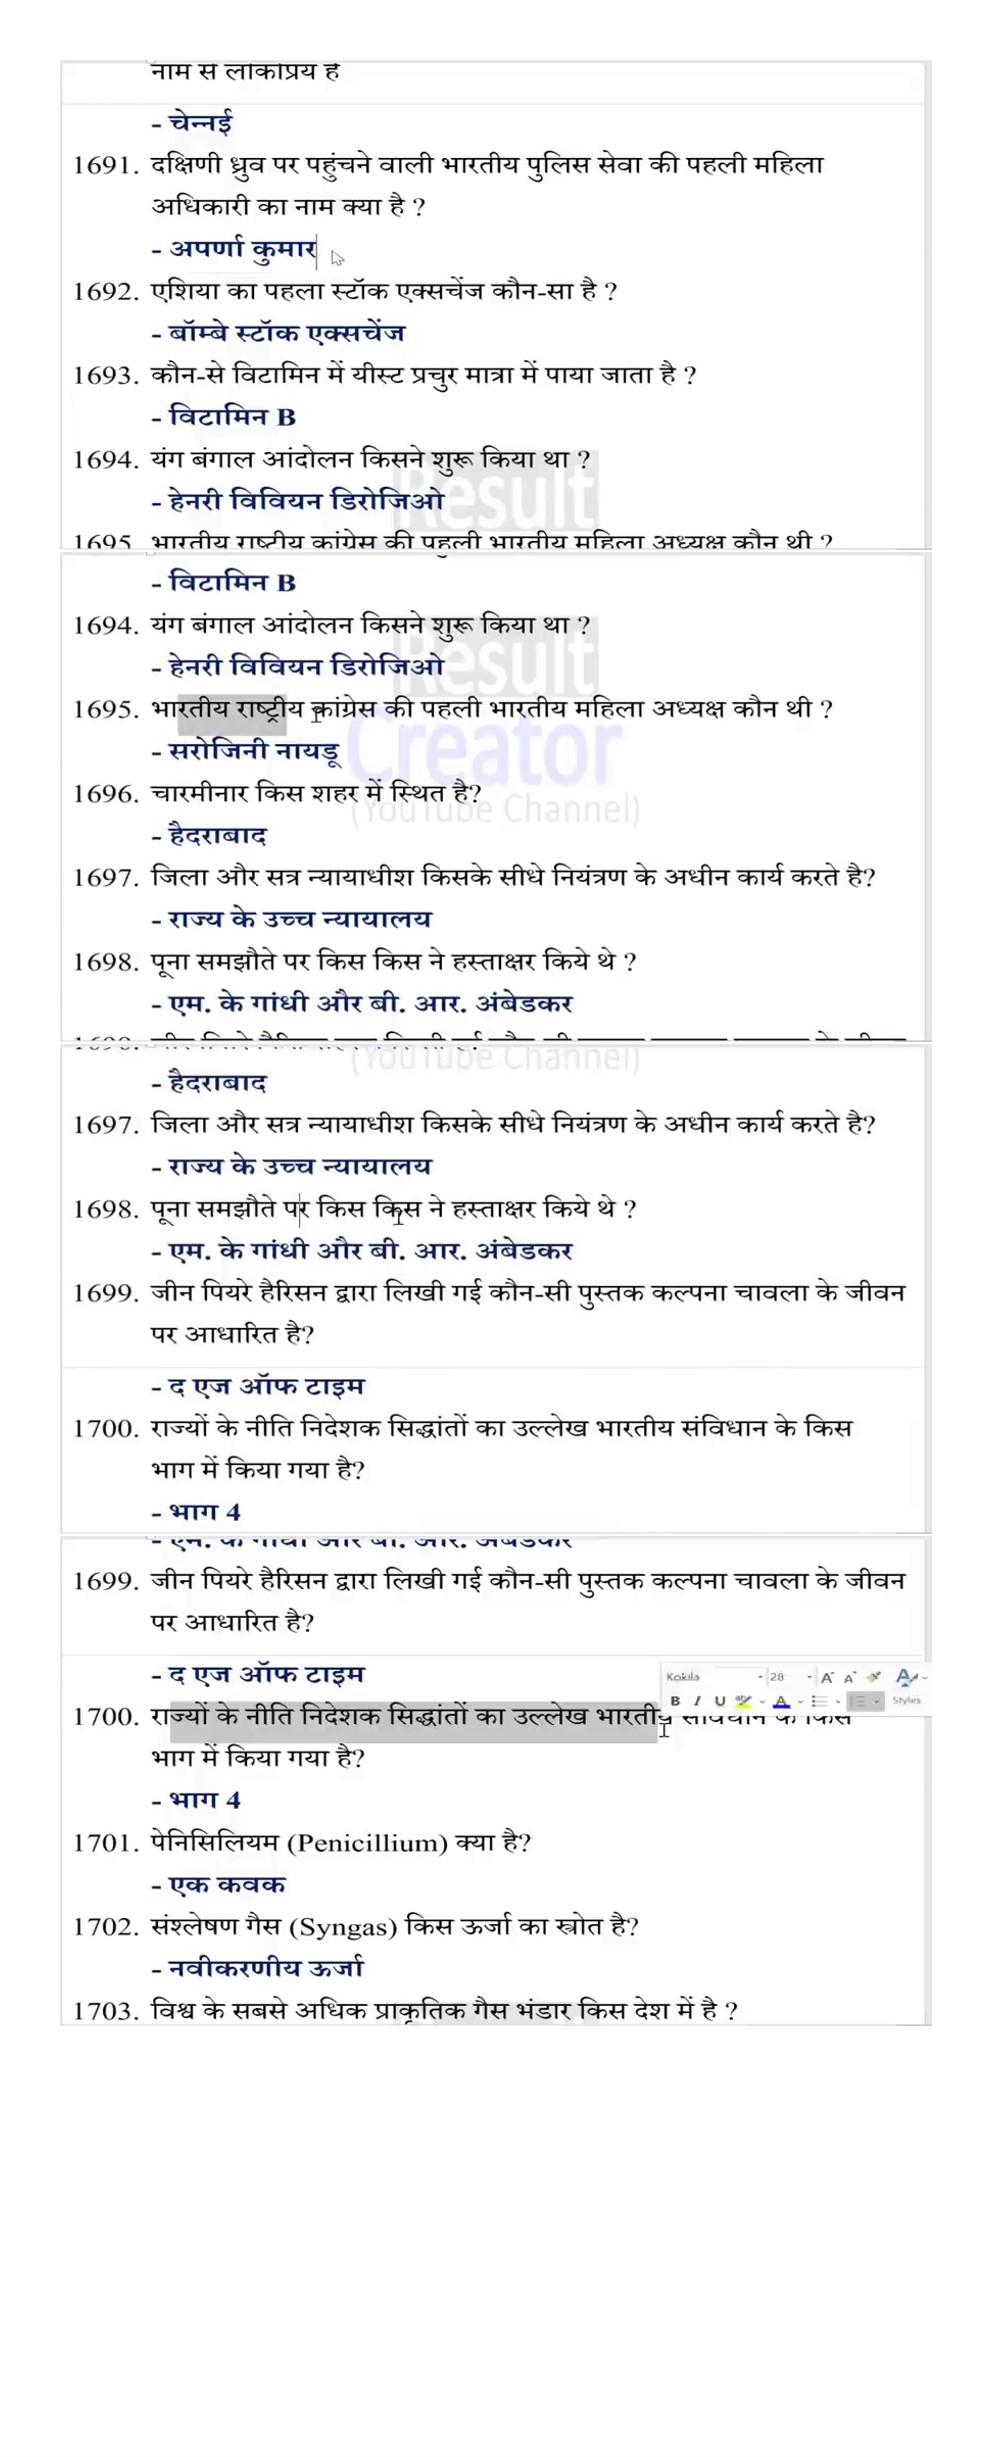 नाम से लोकप्रिय है
- चेन्नई
1691. दक्षिणी ध्रुव पर पहुंचने वाली भारतीय पुलिस सेवा की पहली महिला
अधिकारी का नाम क्या है ?
- अपर्णा कुमार
1692. एशिया का पहला स्टॉक एक्सचेंज कौन-सा है ?
- बॉम्बे स्टॉक एक्सचेंज
1693. कौन-से विटामिन में यीस्ट प्रचुर मात्रा में पाया जाता है ?
- विटामिन B
1694. यंग बंगाल आंदोलन किसने शुरू किया था ?
Result
- हेनरी विवियन डिरोजिओ
1695. भारतीय राष्ट्रीय कांग्रेस की पहली भारतीय महिला अध्यक्ष कौन थी ?
- विटामिन B
1694. यंग बंगाल आंदोलन किसने शुरू किया था ?
Result
- हेनरी विवियन डिरोजिओ
1695. भारतीय राष्ट्रीय कांग्रेस की पहली भारतीय महिला अध्यक्ष कौन थी ?
Creator
- सरोजिनी नायडू
1696. चारमीनार किस शहर में स्थित है?
(YouTube Channel)
- हैदराबाद
1697. जिला और सत्र न्यायाधीश किसके सीधे नियंत्रण के अधीन कार्य करते है?
- राज्य के उच्च न्यायालय
1698. पूना समझौते पर किस किस ने हस्ताक्षर किये थे ?
- एम. के गांधी और बी. आर. अंबेडकर
(YouTube Channel)
- हैदराबाद
1697. जिला और सत्र न्यायाधीश किसके सीधे नियंत्रण के अधीन कार्य करते है?
- राज्य के उच्च न्यायालय
1698. पूना समझौते पर किस किस ने हस्ताक्षर किये थे ?
- एम. के गांधी और बी. आर. अंबेडकर
1699. जीन पियरे हैरिसन द्वारा लिखी गई कौन-सी पुस्तक कल्पना चावला के जीवन
पर आधारित है?
- द एज ऑफ टाइम
1700. राज्यों के नीति निदेशक सिद्धांतों का उल्लेख भारतीय संविधान के किस
भाग में किया गया है?
- भाग 4
- एम. के गांधी और बी. आर. अंबेडकर
1699. जीन पियरे हैरिसन द्वारा लिखी गई कौन-सी पुस्तक कल्पना चावला के जीवन
पर आधारित है?
- द एज ऑफ टाइम
Kokila 28
B I U Styles
1700. राज्यों के नीति निदेशक सिद्धांतों का उल्लेख भारतीय संविधान के किस
भाग में किया गया है?
- भाग 4
1701. पेनिसिलियम (Penicillium) क्या है?
- एक कवक
1702. संश्लेषण गैस (Syngas) किस ऊर्जा का स्त्रोत है?
- नवीकरणीय ऊर्जा
1703. विश्व के सबसे अधिक प्राकृतिक गैस भंडार किस देश में है ?